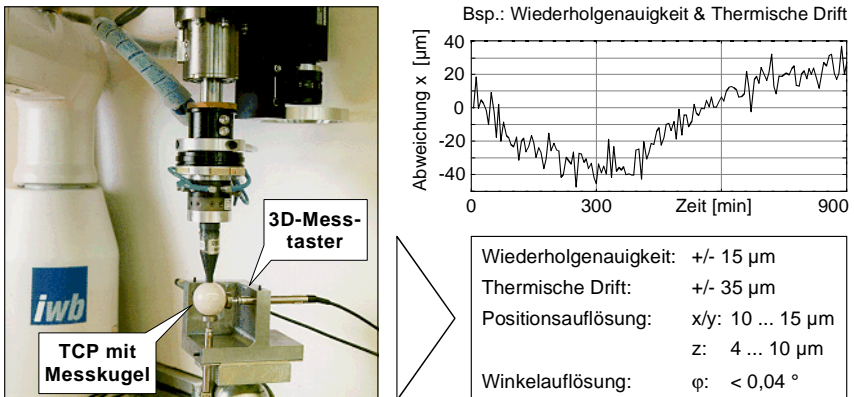 Bsp.: Wiederholgenauigkeit & Thermische Drift
Abweichung x [µm]
40
20
0
-20
-40
0
300
Zeit [min]
900
3D-Mess-
taster
iwb
TCP mit
Messkugel
Wiederholgenauigkeit: +/- 15 µm
Thermische Drift: +/- 35 µm
Positionsauflösung: x/y: 10 ... 15 µm
z: 4 ... 10 µm
Winkelauflösung: φ: < 0,04 °